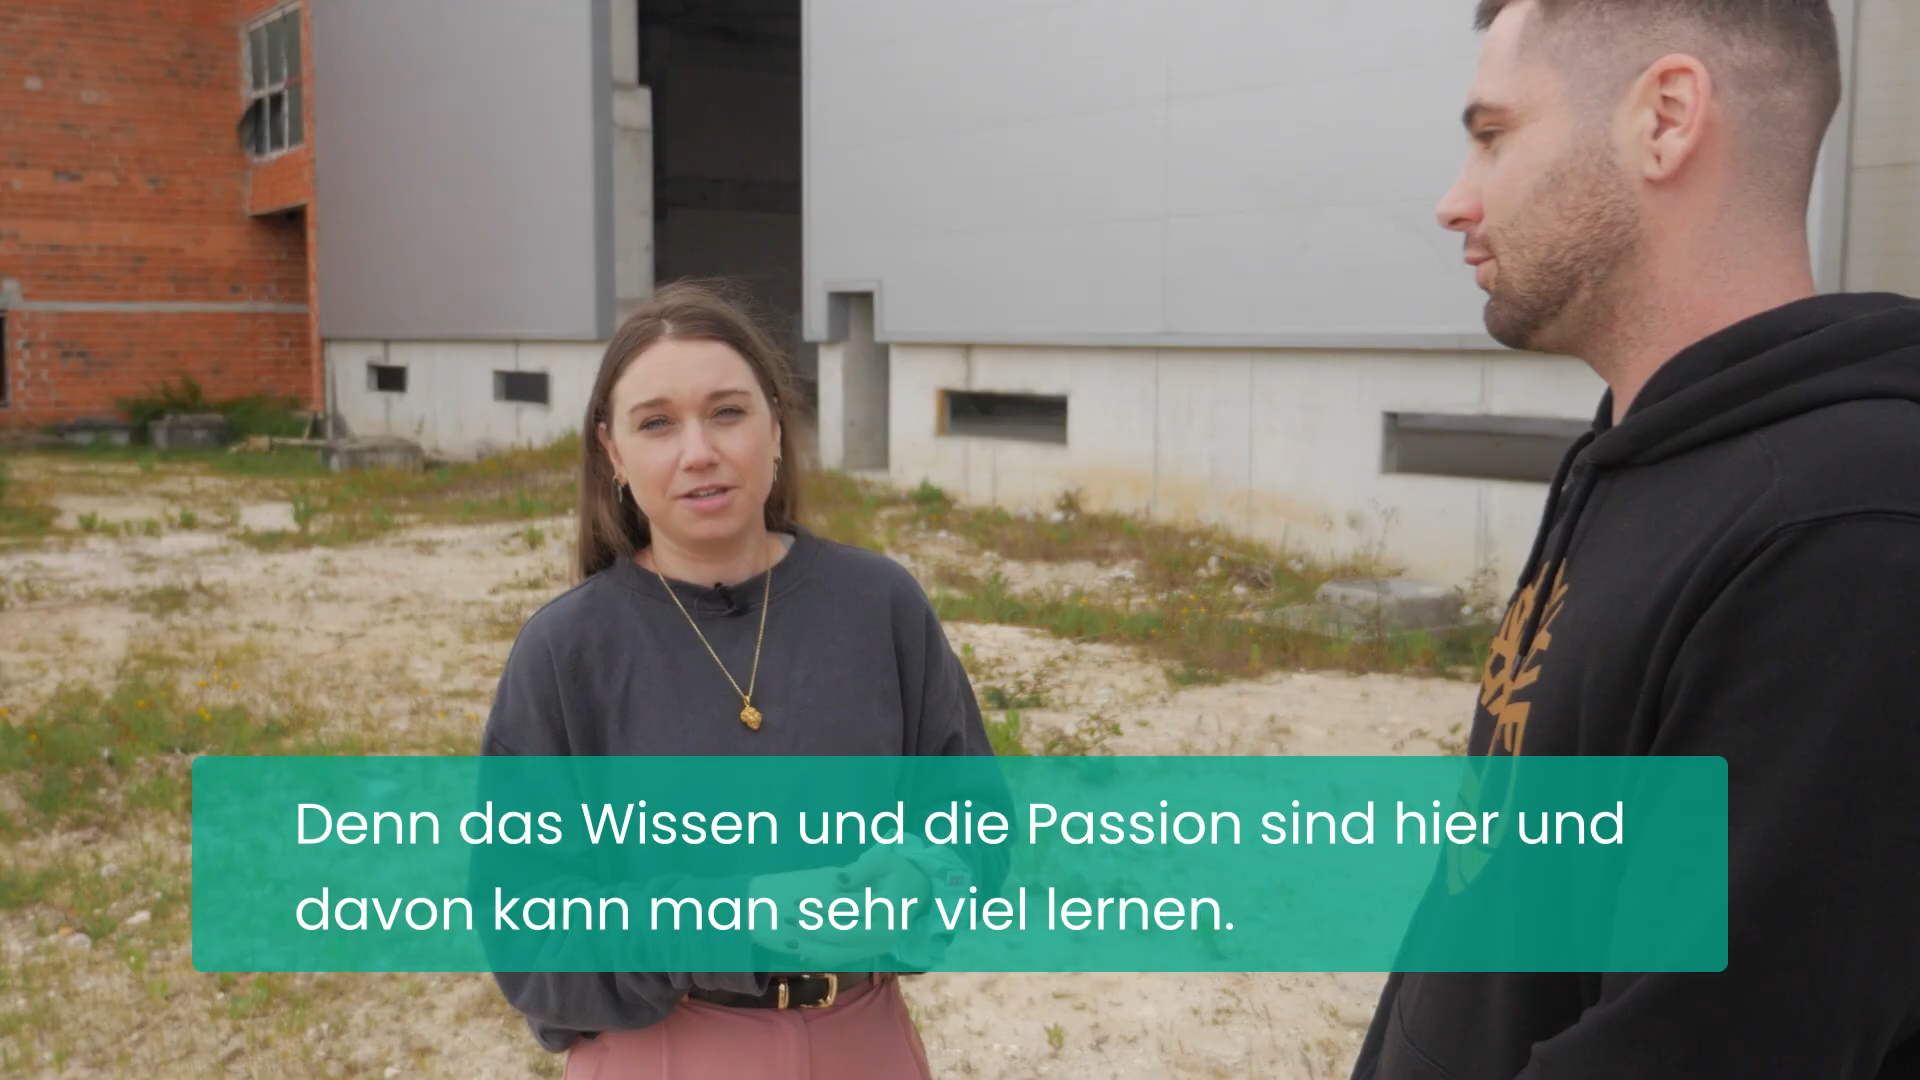 Denn das Wissen und die Passion sind hier und
davon kann man sehr viel lernen.